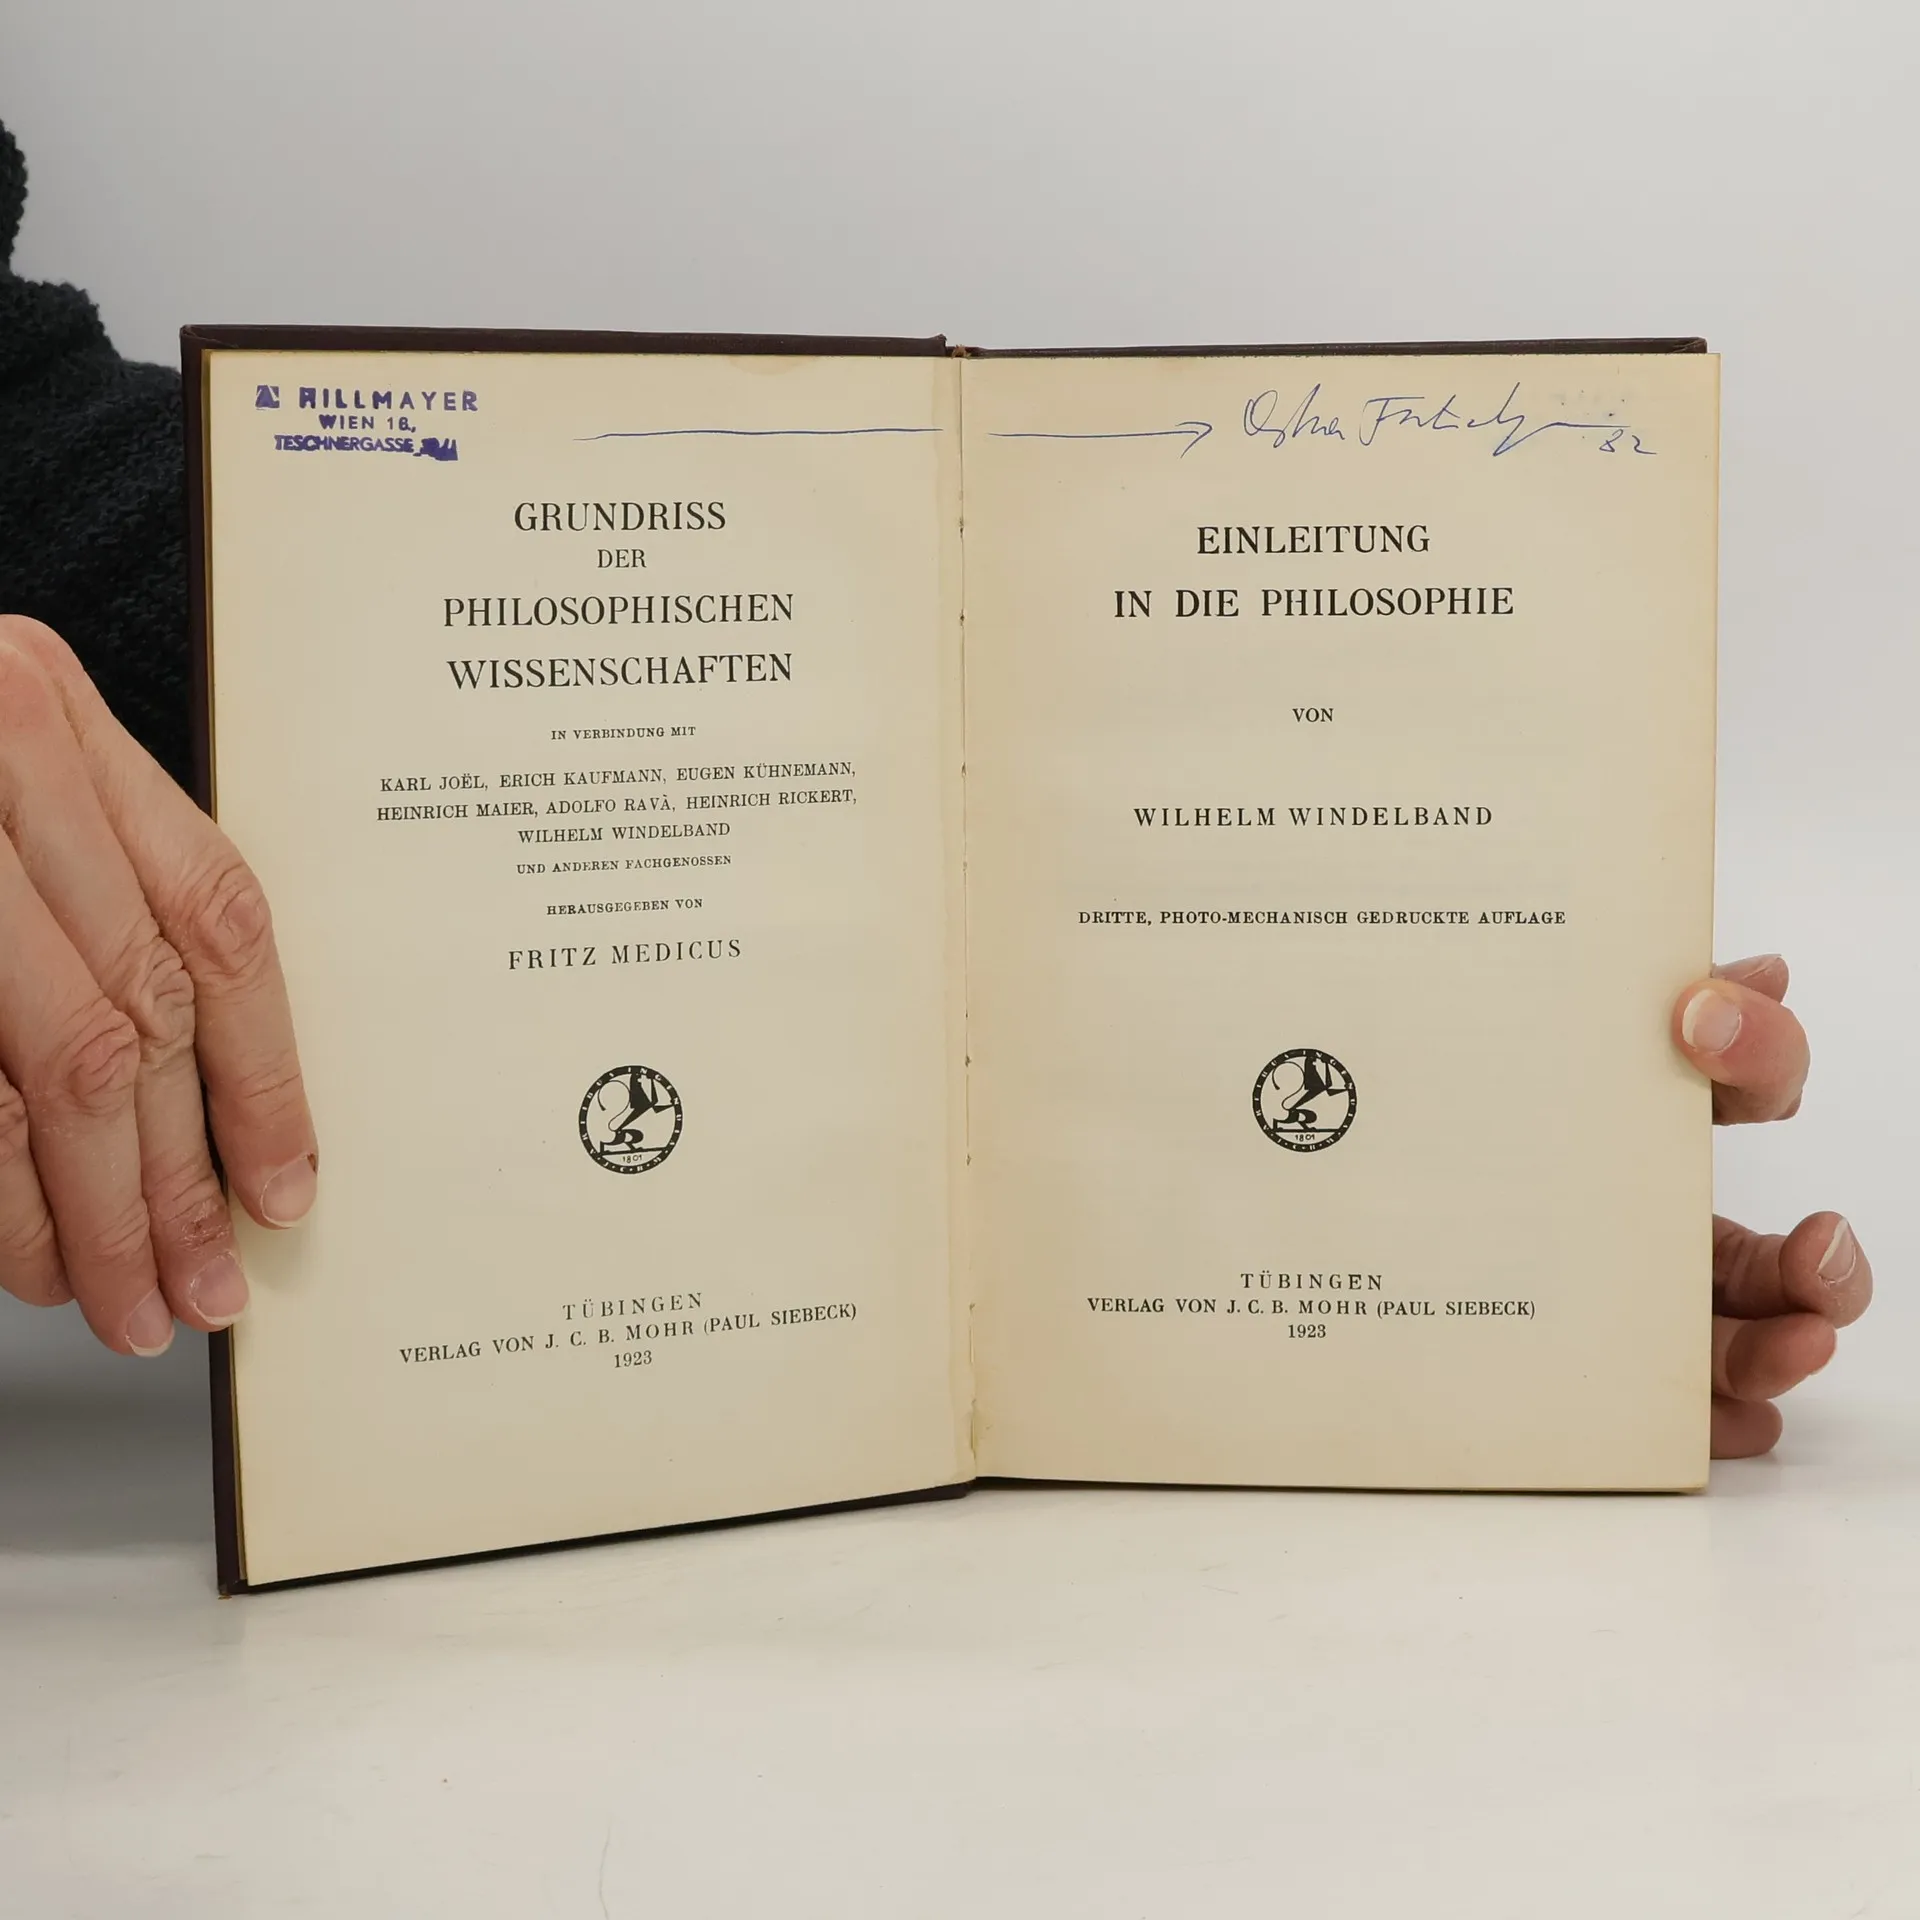 HILLMAYER
WIEN 18,
TESCHNERGASSE
GRUNDRISS
DER
PHILOSOPHISCHEN
WISSENSCHAFTEN
IN VERBINDUNG MIT
KARL JOËL, ERICH KAUFMANN, EUGEN KÜHNEMANN,
HEINRICH MAIER, ADOLFO RAVÀ, HEINRICH RICKERT,
WILHELM WINDELBAND
UND ANDEREN FACHGENOSSEN
HERAUSGEGEBEN VON
FRITZ MEDICUS
1801
TÜBINGEN
VERLAG VON J. C. B. MOHR (PAUL SIEBECK)
1923
82
EINLEITUNG
IN DIE PHILOSOPHIE
VON
WILHELM WINDELBAND
DRITTE, PHOTO-MECHANISCH GEDRUCKTE AUFLAGE
1801
TÜBINGEN
VERLAG VON J. C. B. MOHR (PAUL SIEBECK)
1923